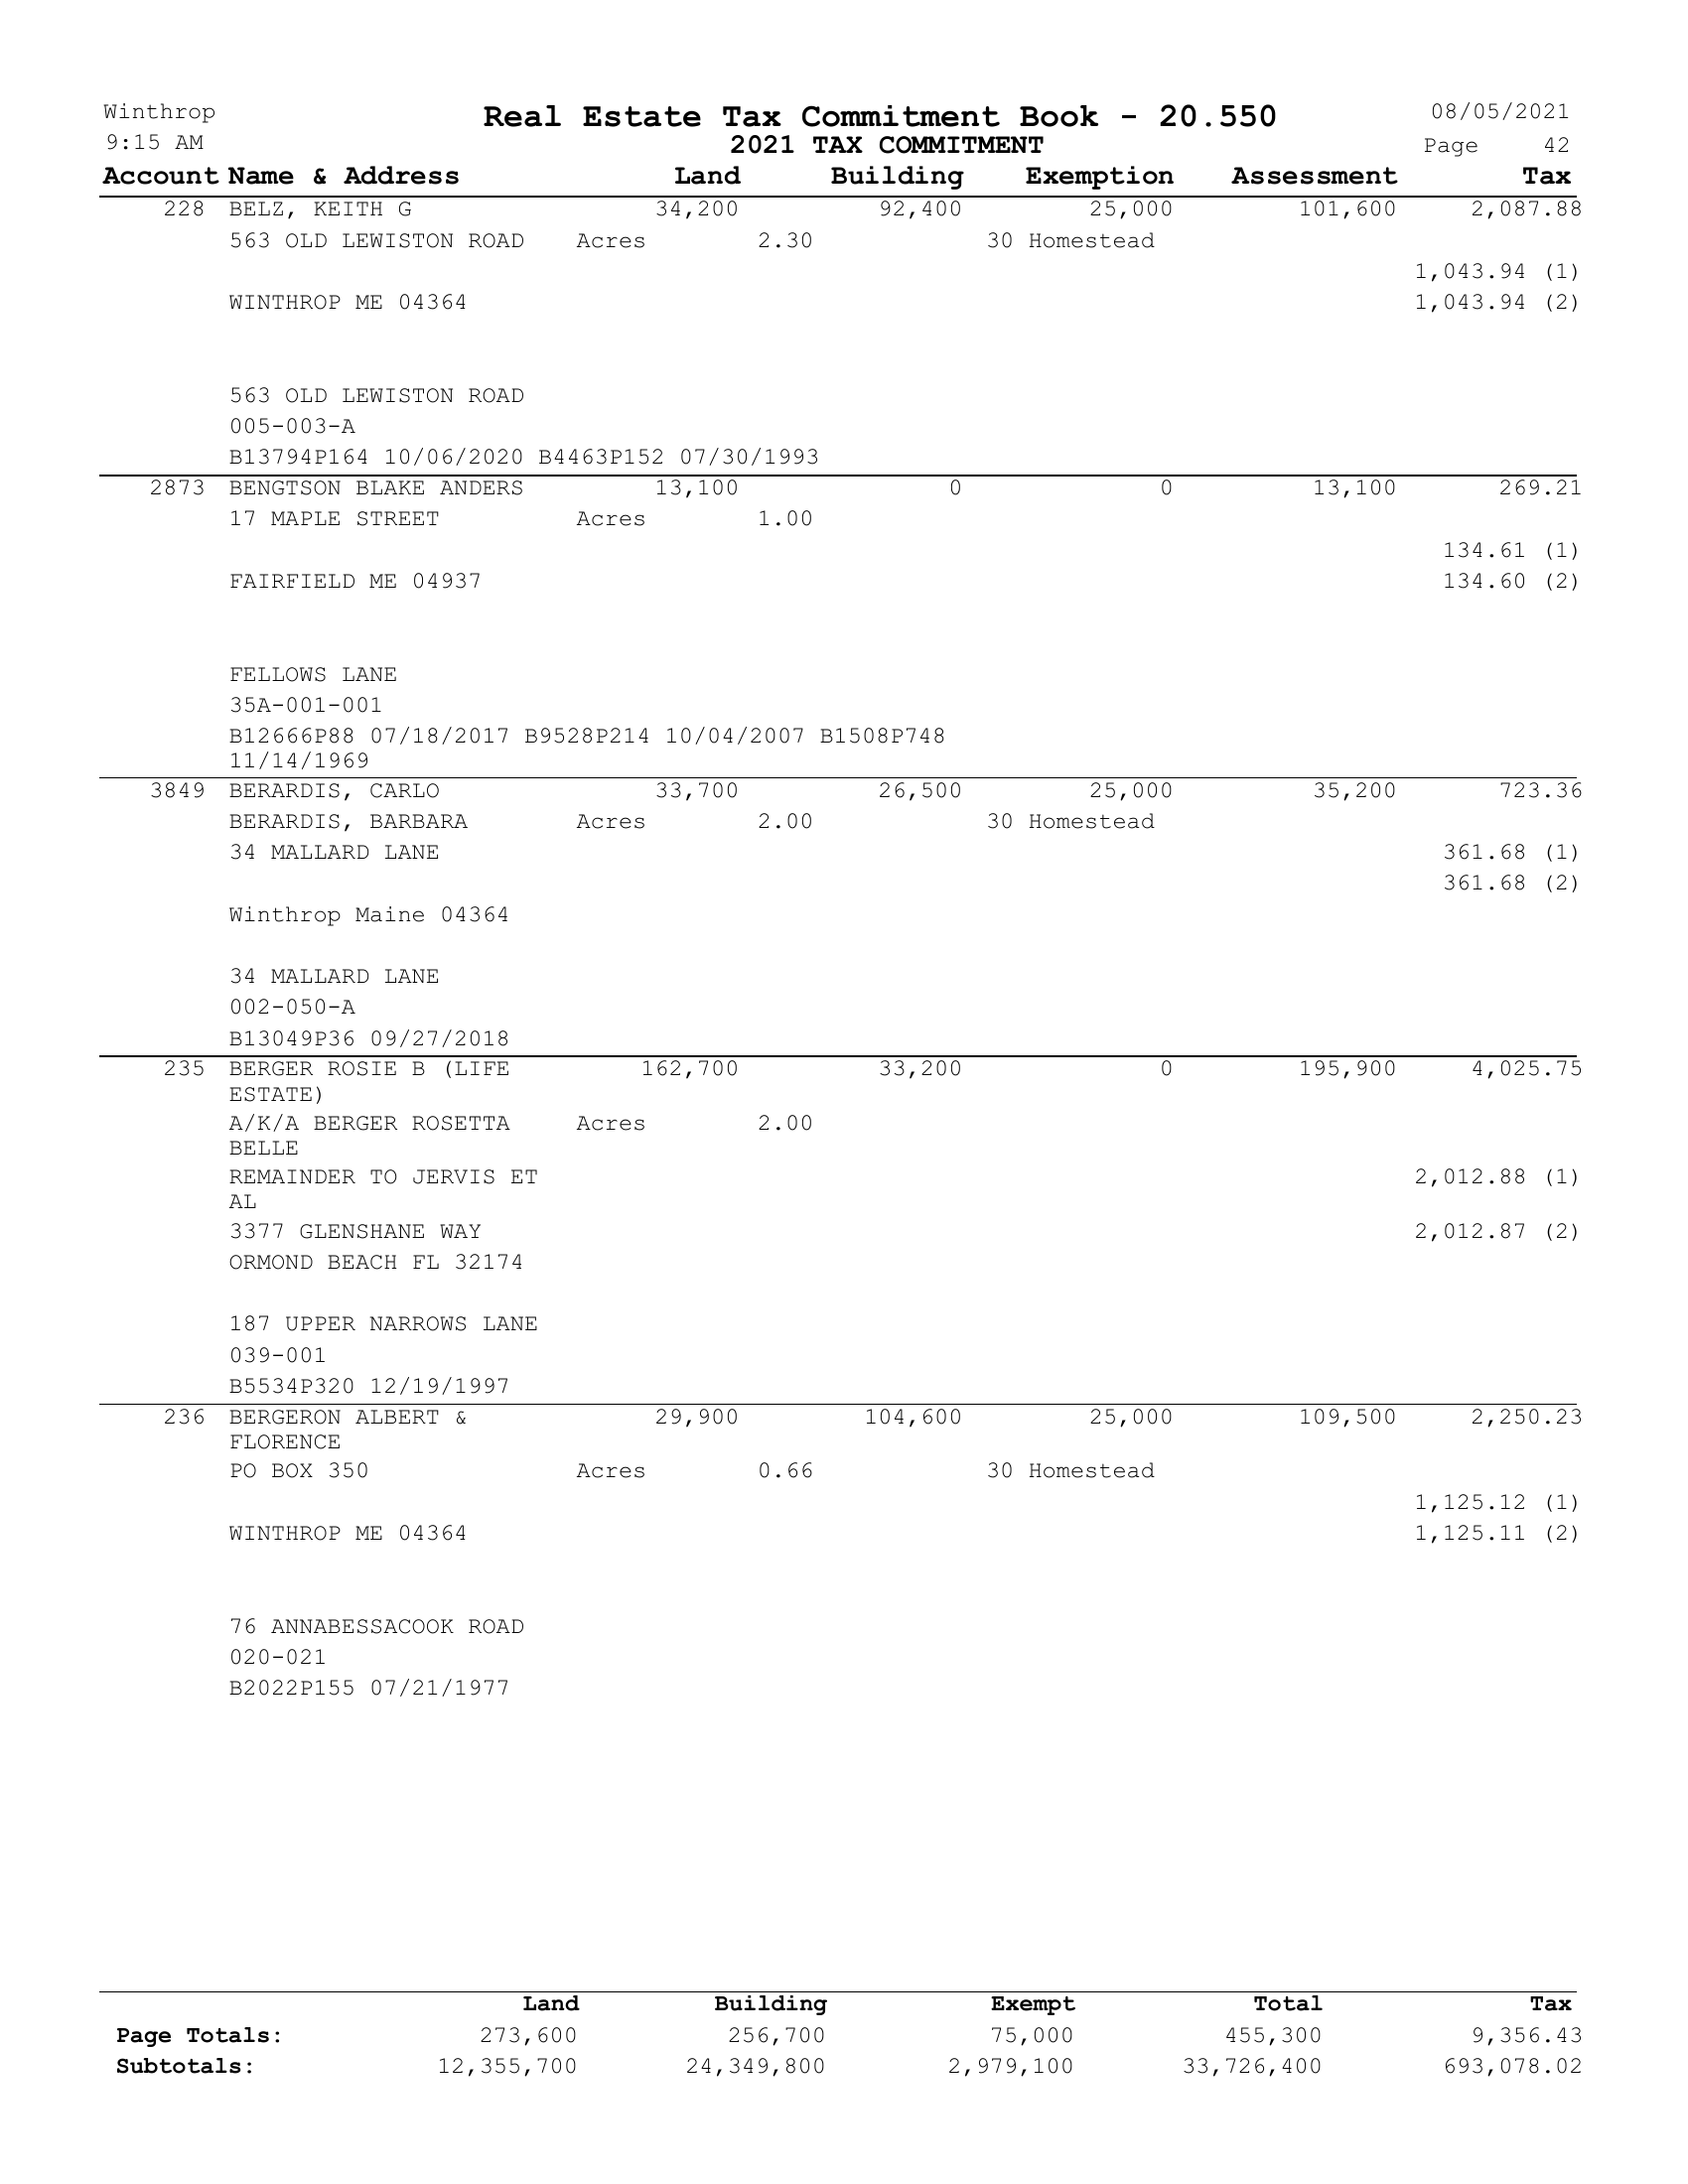 Winthrop Real Estate Tax Commitment Book - 20.550 08/05/2021
9:15 AM 2021 TAX COMMITMENT Page 42
Account Name & Address Land Building Exemption Assessment Tax
228 BELZ, KEITH G 34,200 92,400 25,000 101,600 2,087.88
563 OLD LEWISTON ROAD Acres 2.30 30 Homestead
1,043.94 (1)
WINTHROP ME 04364 1,043.94 (2)
563 OLD LEWISTON ROAD
005-003-A
B13794P164 10/06/2020 B4463P152 07/30/1993
2873 BENGTSON BLAKE ANDERS 13,100 0 0 13,100 269.21
17 MAPLE STREET Acres 1.00
134.61 (1)
FAIRFIELD ME 04937 134.60 (2)
FELLOWS LANE
35A-001-001
B12666P88 07/18/2017 B9528P214 10/04/2007 B1508P748
11/14/1969
3849 BERARDIS, CARLO 33,700 26,500 25,000 35,200 723.36
BERARDIS, BARBARA Acres 2.00 30 Homestead
34 MALLARD LANE 361.68 (1)
361.68 (2)
Winthrop Maine 04364
34 MALLARD LANE
002-050-A
B13049P36 09/27/2018
235 BERGER ROSIE B (LIFE 162,700 33,200 0 195,900 4,025.75
ESTATE)
A/K/A BERGER ROSETTA Acres 2.00
BELLE
REMAINDER TO JERVIS ET 2,012.88 (1)
AL
3377 GLENSHANE WAY 2,012.87 (2)
ORMOND BEACH FL 32174
187 UPPER NARROWS LANE
039-001
B5534P320 12/19/1997
236 BERGERON ALBERT & 29,900 104,600 25,000 109,500 2,250.23
FLORENCE
PO BOX 350 Acres 0.66 30 Homestead
1,125.12 (1)
WINTHROP ME 04364 1,125.11 (2)
76 ANNABESSACOOK ROAD
020-021
B2022P155 07/21/1977
Land Building Exempt Total Tax
Page Totals: 273,600 256,700 75,000 455,300 9,356.43
Subtotals: 12,355,700 24,349,800 2,979,100 33,726,400 693,078.02